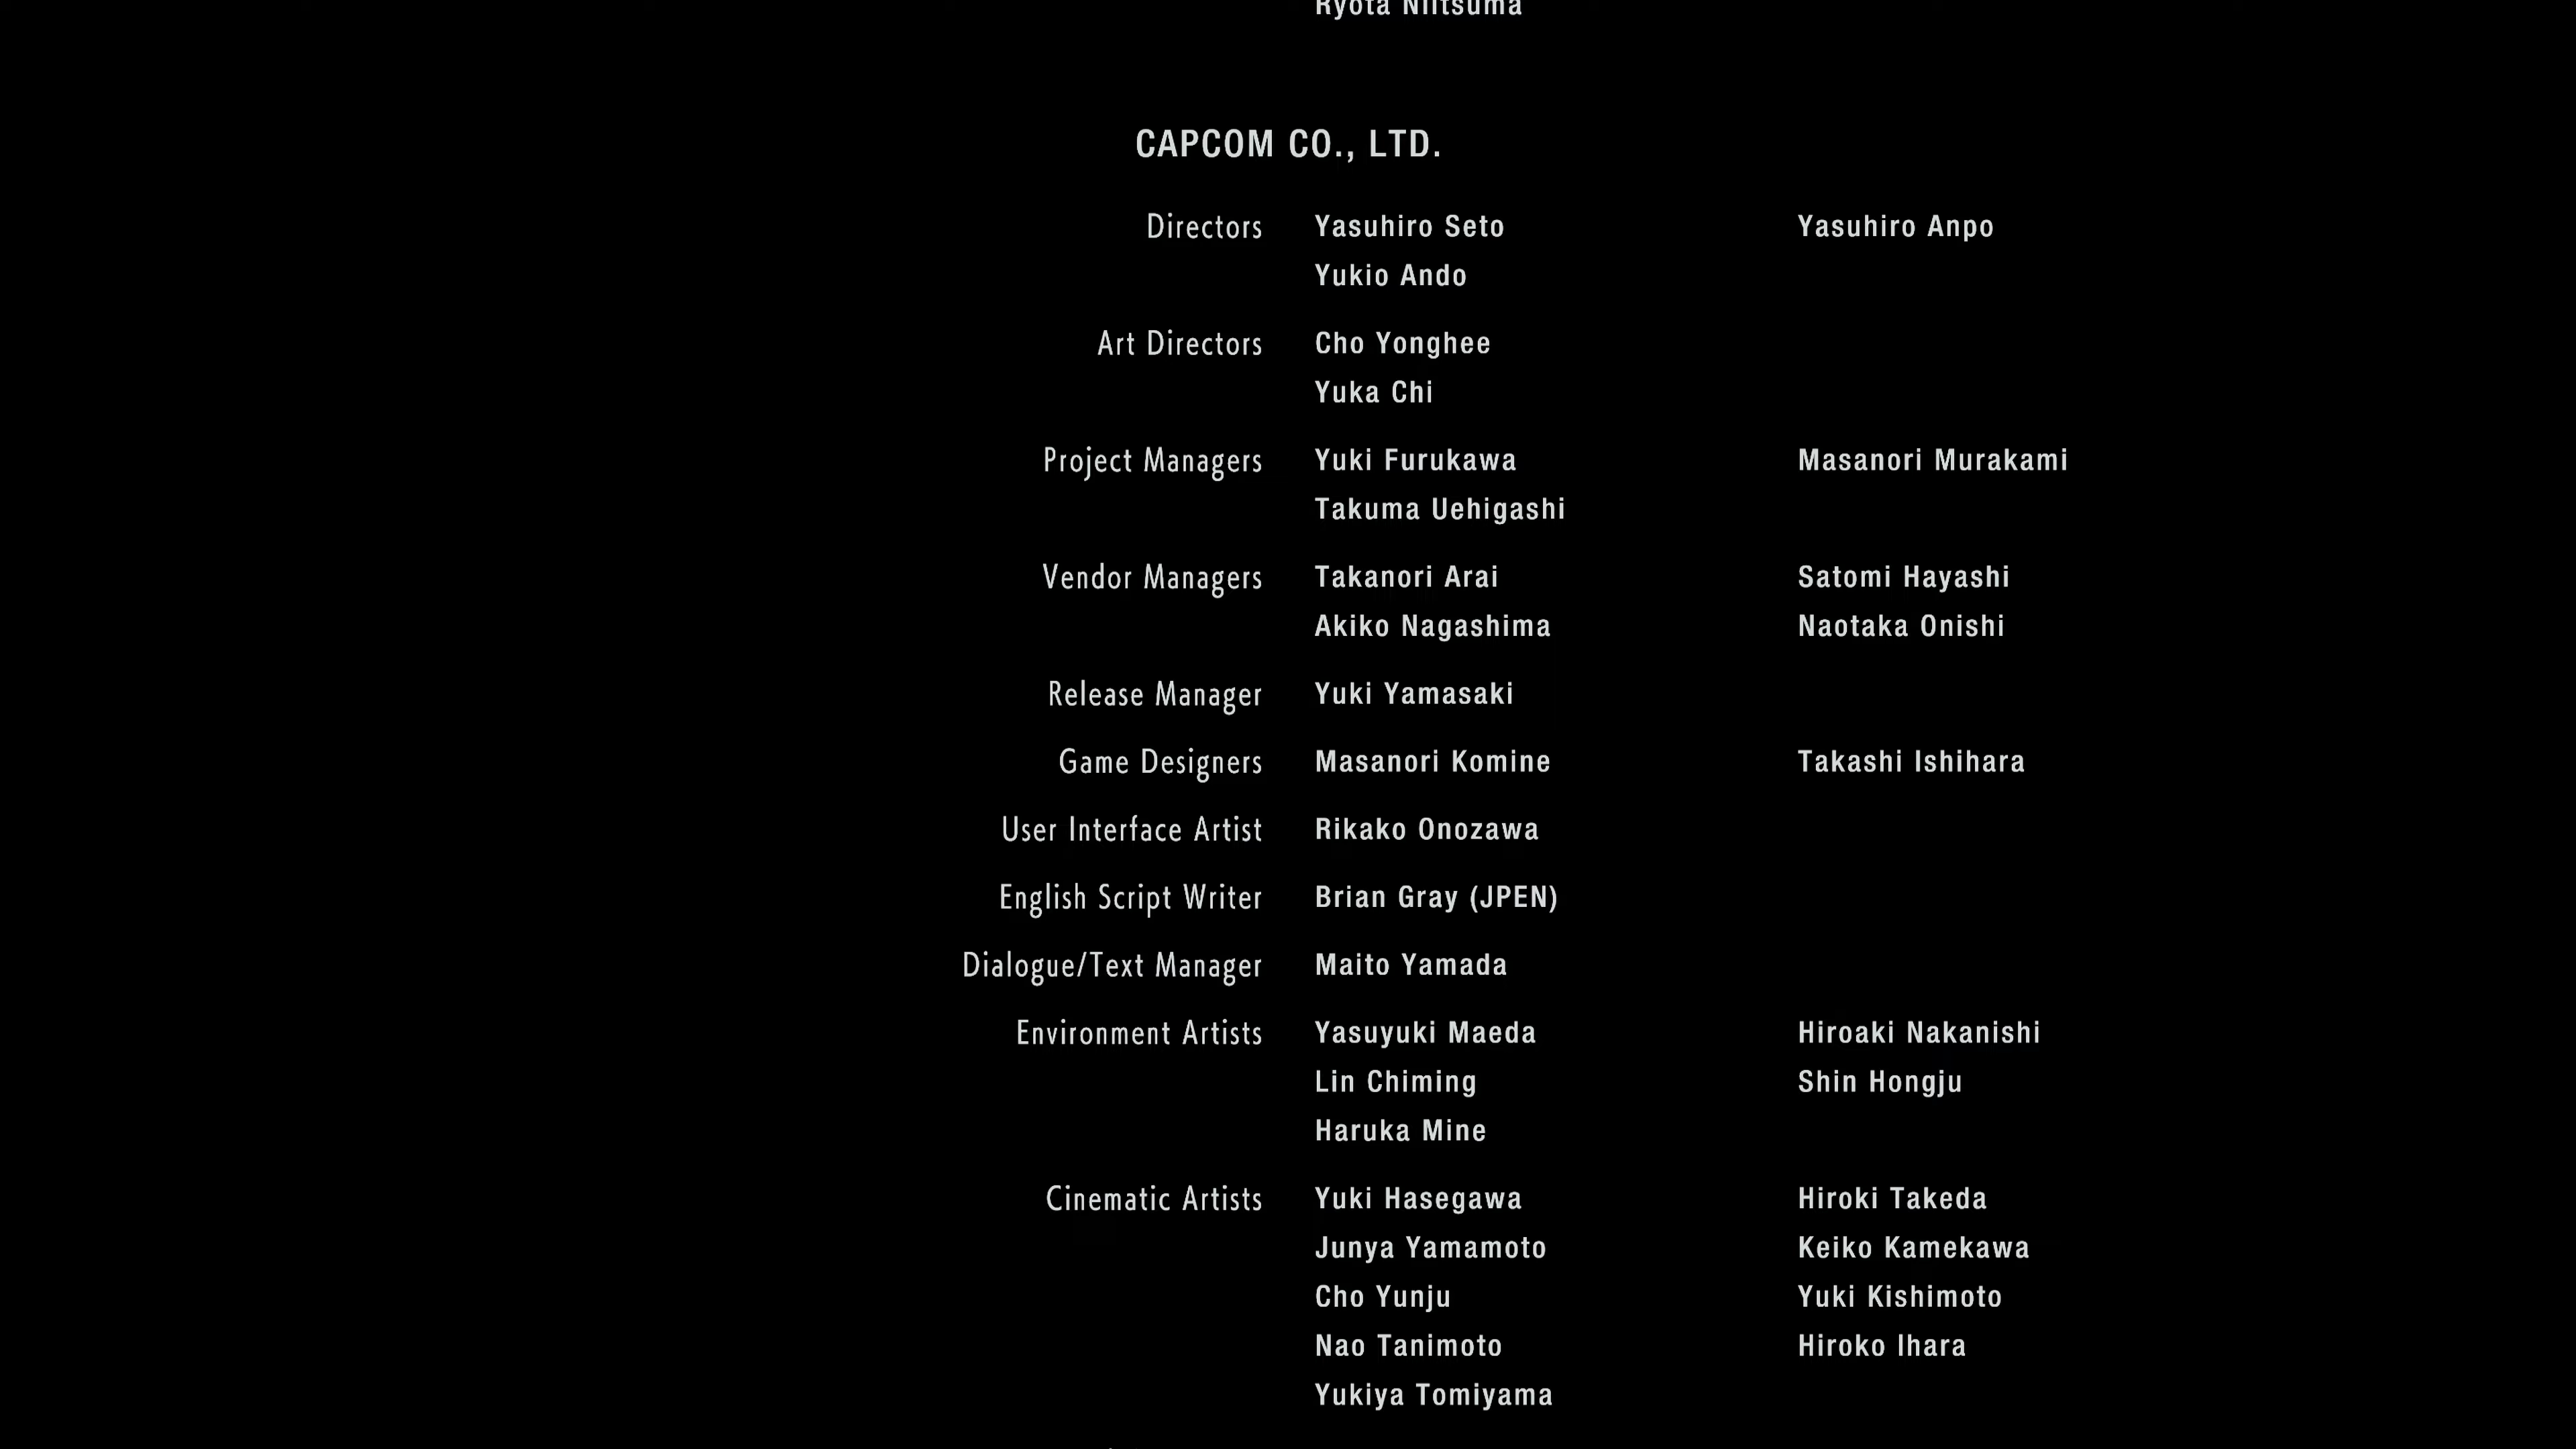 Ryota Niitsuma
CAPCOM CO., LTD.
Directors Yasuhiro Seto Yasuhiro Anpo
Yukio Ando
Art Directors Cho Yonghee
Yuka Chi
Project Managers Yuki Furukawa Masanori Murakami
Takuma Uehigashi
Vendor Managers Takanori Arai Satomi Hayashi
Akiko Nagashima Naotaka Onishi
Release Manager Yuki Yamasaki
Game Designers Masanori Komine Takashi Ishihara
User Interface Artist Rikako Onozawa
English Script Writer Brian Gray (JPEN)
Dialogue/Text Manager Maito Yamada
Environment Artists Yasuyuki Maeda Hiroaki Nakanishi
Lin Chiming Shin Hongju
Haruka Mine
Cinematic Artists Yuki Hasegawa Hiroki Takeda
Junya Yamamoto Keiko Kamekawa
Cho Yunju Yuki Kishimoto
Nao Tanimoto Hiroko Ihara
Yukiya Tomiyama